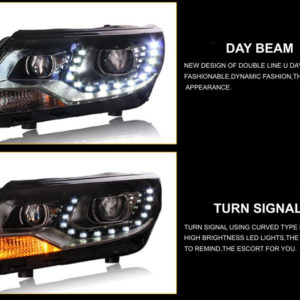 DAY BEAM
NEW DESIGN OF DOUBLE LINE U DAY
FASHIONABLE,DYNAMIC FASHION,TH
APPEARANCE.
TURN SIGNAL
TURN SIGNAL USING CURVED TYPE
HIGH BRIGHTNESS LED LIGHTS,THE
TO REMIND,THE ESCORT FOR YOU.